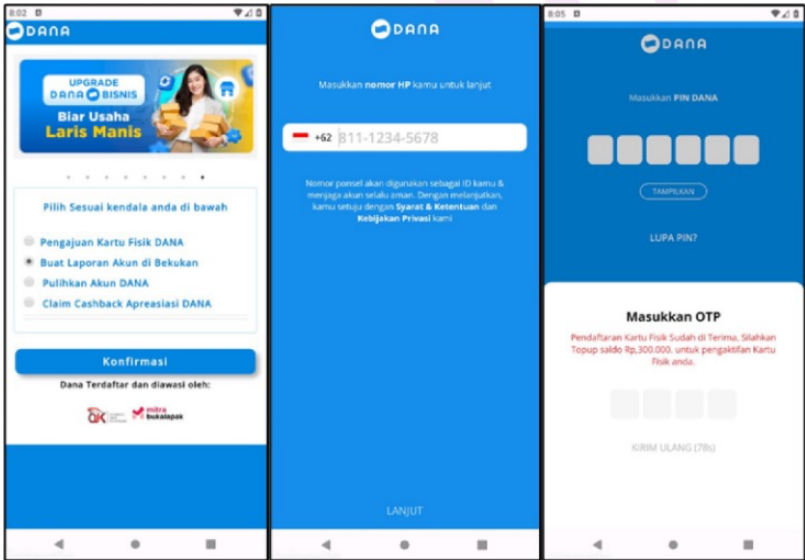 8:02
DANA
UPGRADE
DANA BISNIS
Biar Usaha
Laris Manis
Pilih Sesuai kendala anda di bawah
Pengajuan Kartu Fisik DANA
Buat Laporan Akun di Bekukan
Pulihkan Akun DANA
Claim Cashback Apreasiasi DANA
Konfirmasi
Dana Terdaftar dan diawasi oleh:
mitra
bukalapak
DANA
Masukkan nomor HP kamu untuk lanjut
+62 811-1234-5678
Nomor ponsel akan digunakan sebagai ID kamu &
menjaga akun selalu aman. Dengan melanjutkan,
kamu setuju dengan Syarat & Ketentuan dan
Kebijakan Privasi kami
LANJUT
8:05
DANA
Masukkan PIN DANA
TAMPILKAN
LUPA PIN?
Masukkan OTP
Pendaftaran Kartu Fisik Sudah di Terima, Silahkan
Topup saldo Rp,300.000, untuk pengaktifan Kartu
Fisik anda.
KIRIM ULANG (78s)